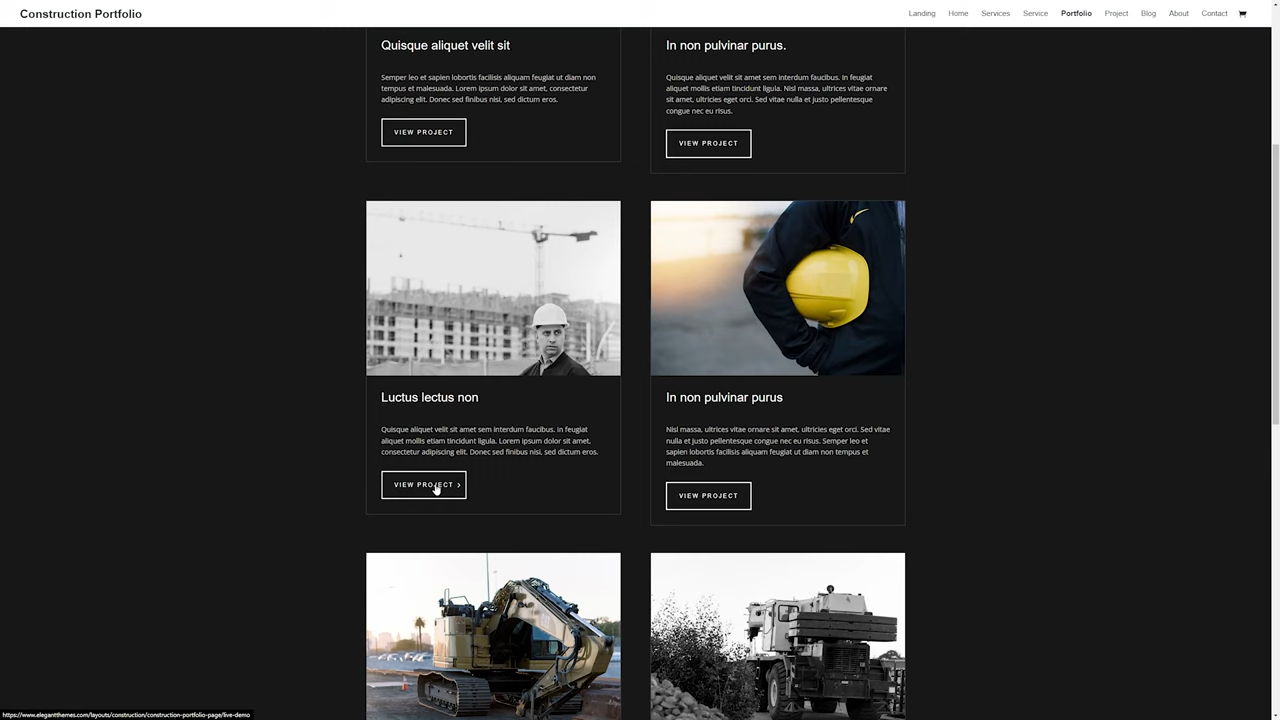 Construction Portfolio
Landing Home Services Service Portfolio Project Blog About Contact
Quisque aliquet velit sit
Semper leo et sapien lobortis facilisis aliquam feugiat ut diam non
tempus et malesuada. Lorem ipsum dolor sit amet, consectetur
adipiscing elit. Donec sed finibus nisi, sed dictum eros.
VIEW PROJECT
In non pulvinar purus.
Quisque aliquet velit sit amet sem interdum faucibus. In feugiat
aliquet mollis etiam tincidunt ligula. Nisl massa, ultrices vitae ornare
sit amet, ultricies eget orci. Sed vitae nulla et justo pellentesque
congue nec eu risus.
VIEW PROJECT
Luctus lectus non
Quisque aliquet velit sit amet sem interdum faucibus. In feugiat
aliquet mollis etiam tincidunt ligula. Lorem ipsum dolor sit amet,
consectetur adipiscing elit. Donec sed finibus nisi, sed dictum eros.
VIEW PROJECT
In non pulvinar purus
Nisl massa, ultrices vitae ornare sit amet, ultricies eget orci. Sed vitae
nulla et justo pellentesque congue nec eu risus. Semper leo et
sapien lobortis facilisis aliquam feugiat ut diam non tempus et
malesuada.
VIEW PROJECT
https://www.elegantthemes.com/layouts/construction/construction-portfolio-page/live-demo